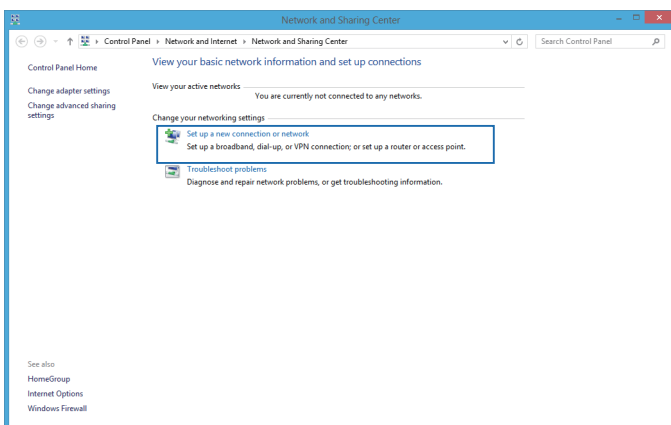 Network and Sharing Center
Control Panel Network and Internet Network and Sharing Center
Search Control Panel
Control Panel Home
Change adapter settings
Change advanced sharing
settings
View your basic network information and set up connections
View your active networks
You are currently not connected to any networks.
Change your networking settings
Set up a new connection or network
Set up a broadband, dial-up, or VPN connection; or set up a router or access point.
Troubleshoot problems
Diagnose and repair network problems, or get troubleshooting information.
See also
HomeGroup
Internet Options
Windows Firewall